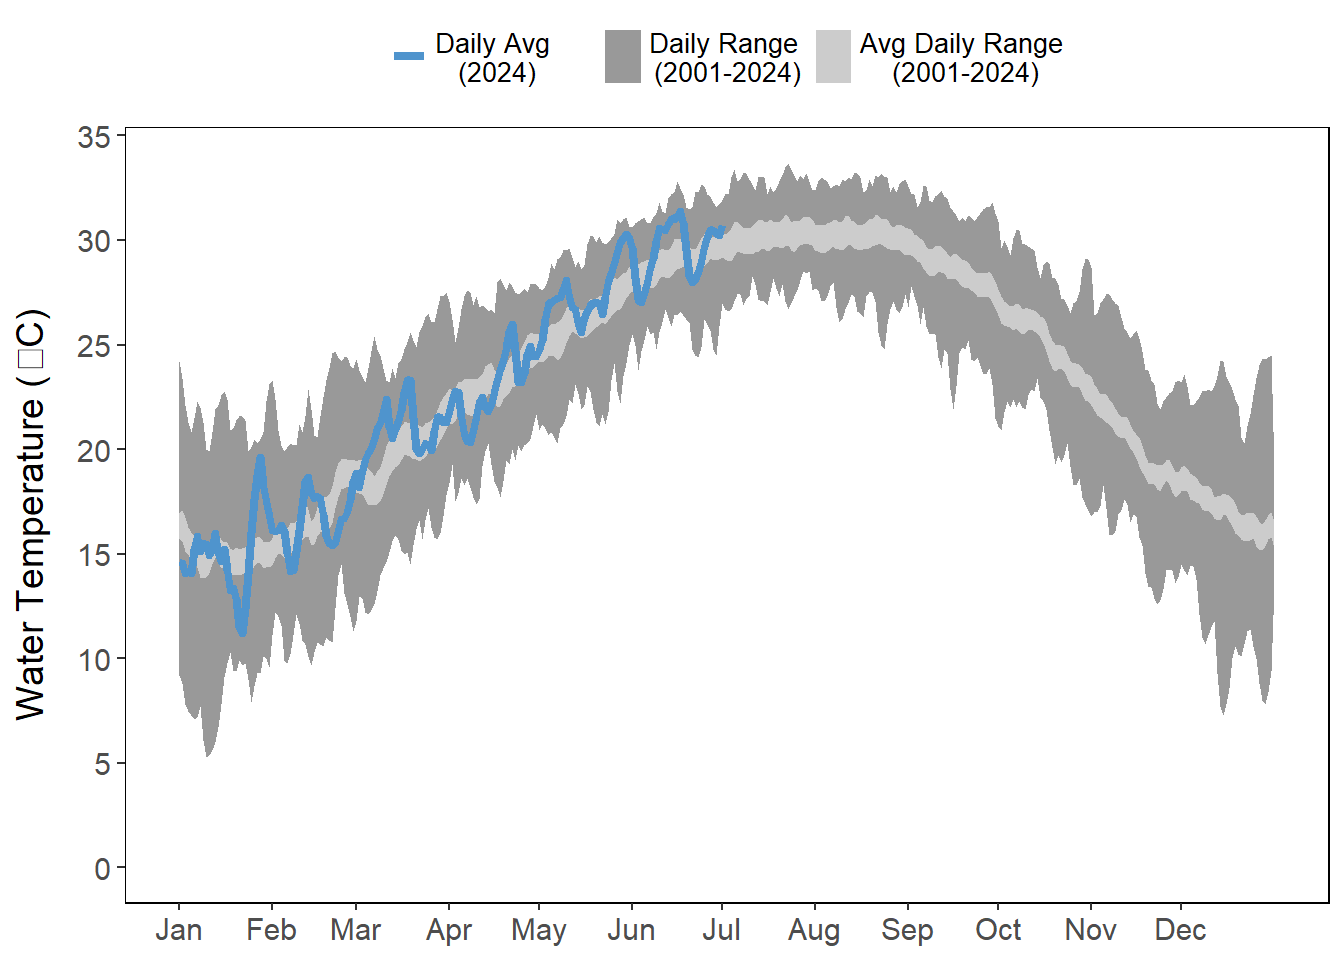 Daily Avg
(2024)
Daily Range
(2001-2024)
Avg Daily Range
(2001-2024)
Water Temperature (□C)
35
30
25
20
15
10
5
0
Jan Feb Mar Apr May Jun Jul Aug Sep Oct Nov Dec